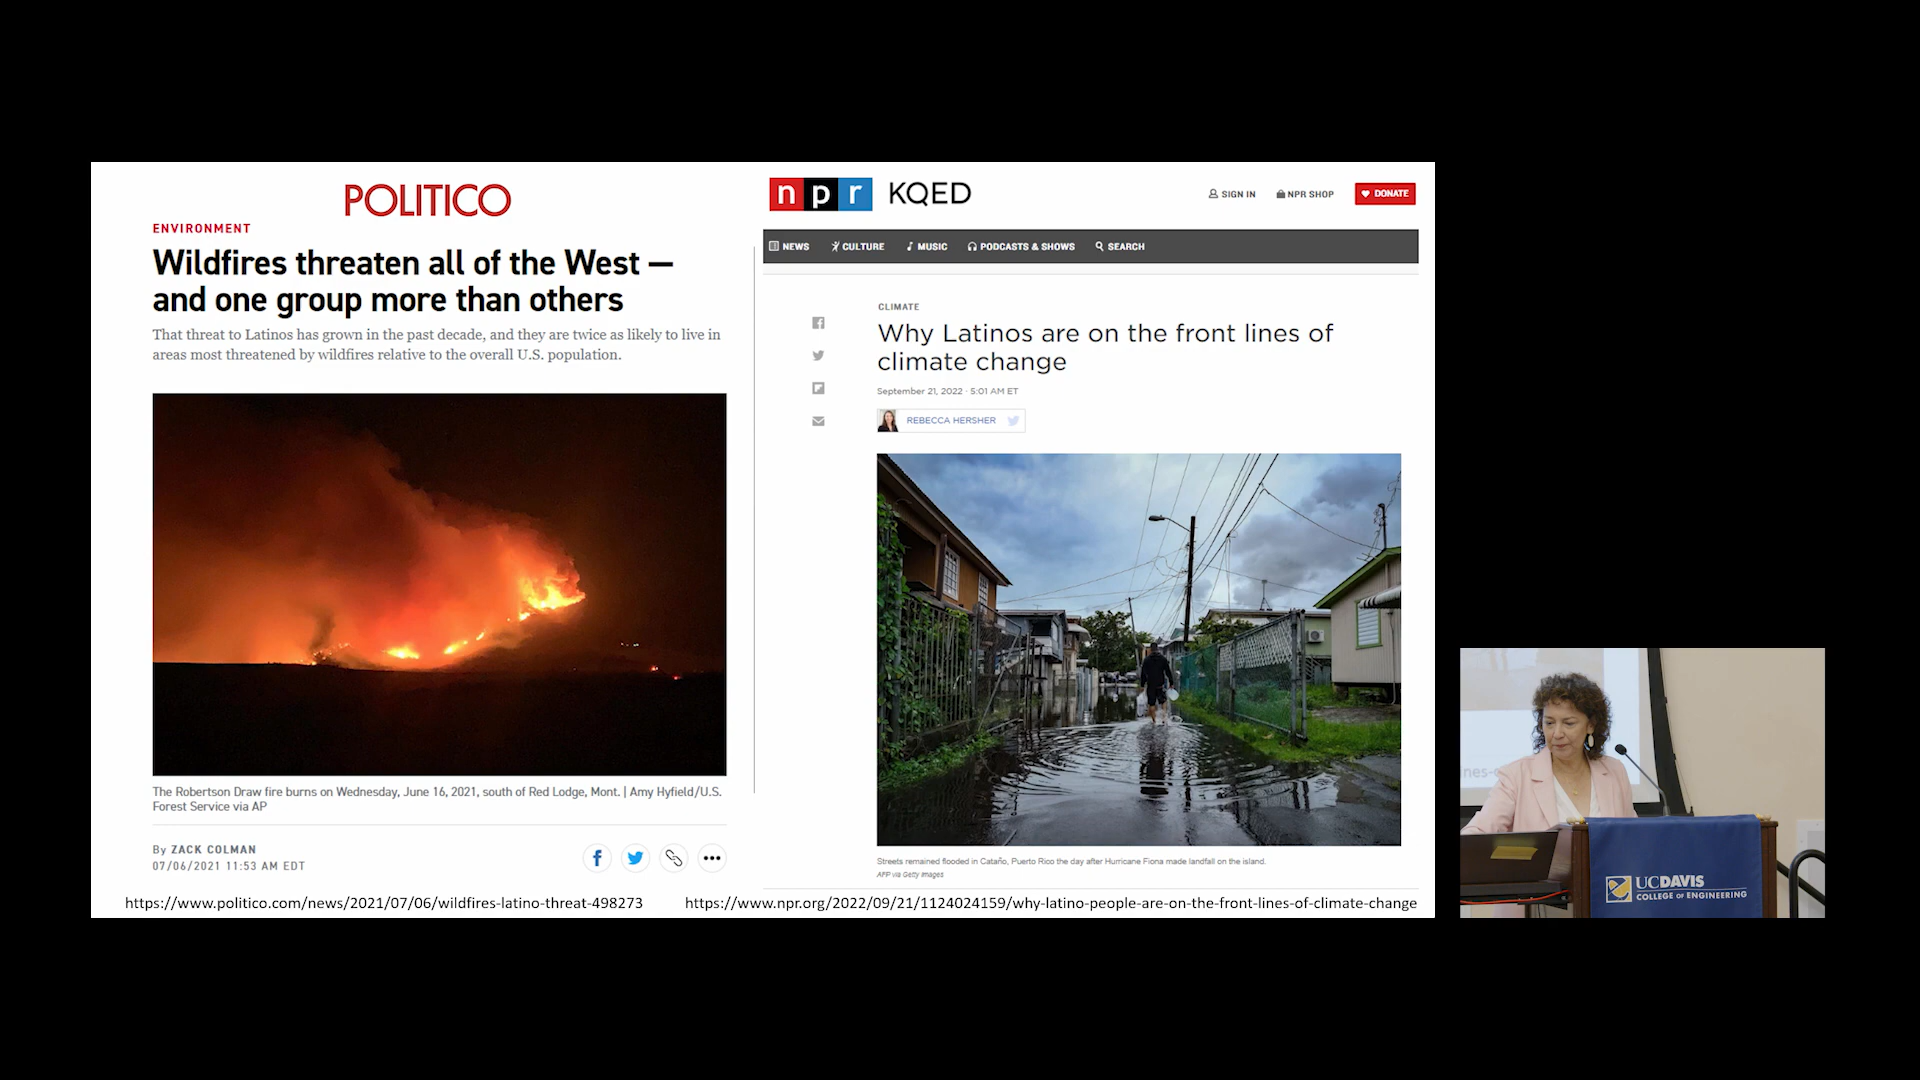 POLITICO
ENVIRONMENT
Wildfires threaten all of the West —
and one group more than others
That threat to Latinos has grown in the past decade, and they are twice as likely to live in
areas most threatened by wildfires relative to the overall U.S. population.
The Robertson Draw fire burns on Wednesday, June 16, 2021, south of Red Lodge, Mont. | Amy Hyfield/U.S.
Forest Service via AP
By ZACK COLMAN
07/06/2021 11:53 AM EDT
https://www.politico.com/news/2021/07/06/wildfires-latino-threat-498273
npr KQED
SIGN IN NPR SHOP DONATE
NEWS CULTURE MUSIC PODCASTS & SHOWS SEARCH
CLIMATE
Why Latinos are on the front lines of
climate change
September 21, 2022 · 5:01 AM ET
REBECCA HERSHER
Streets remained flooded in Cataño, Puerto Rico the day after Hurricane Fiona made landfall on the island.
AFP via Getty Images
https://www.npr.org/2022/09/21/1124024159/why-latino-people-are-on-the-front-lines-of-climate-change
UCDAVIS
COLLEGE OF ENGINEERING